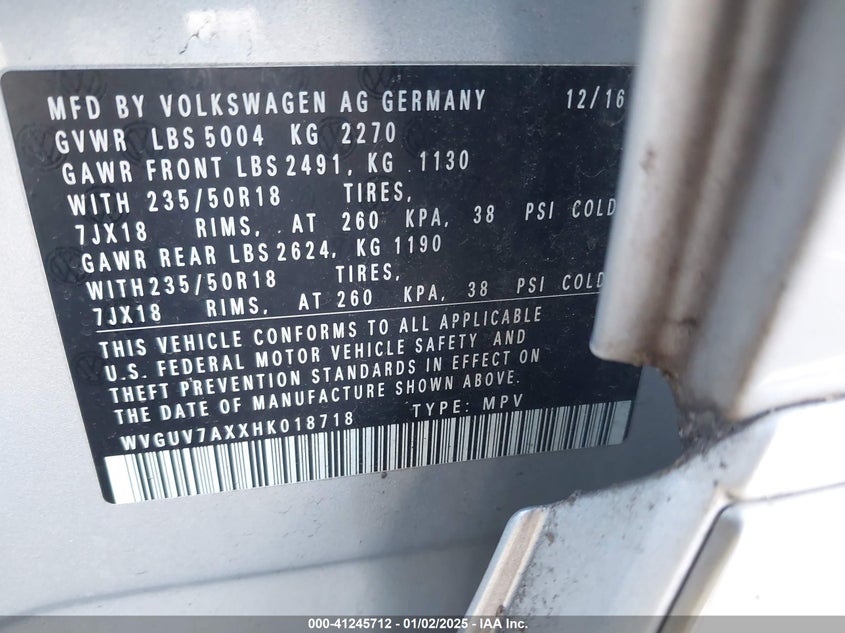 MFD BY VOLKSWAGEN AG GERMANY 12/16
GVWR LBS 5004 KG 2270
GAWR FRONT LBS 2491, KG 1130
WITH 235/50R18 TIRES,
7JX18 RIMS, AT 260 KPA, 38 PSI COLD
GAWR REAR LBS 2624, KG 1190
WITH 235/50R18 TIRES,
7JX18 RIMS, AT 260 KPA, 38 PSI COLD
THIS VEHICLE CONFORMS TO ALL APPLICABLE
U.S. FEDERAL MOTOR VEHICLE SAFETY AND
THEFT PREVENTION STANDARDS IN EFFECT ON
THE DATE OF MANUFACTURE SHOWN ABOVE.
WVGUV7AXXHK018718 TYPE: MPV
000-41245712 - 01/02/2025 - IAA Inc.